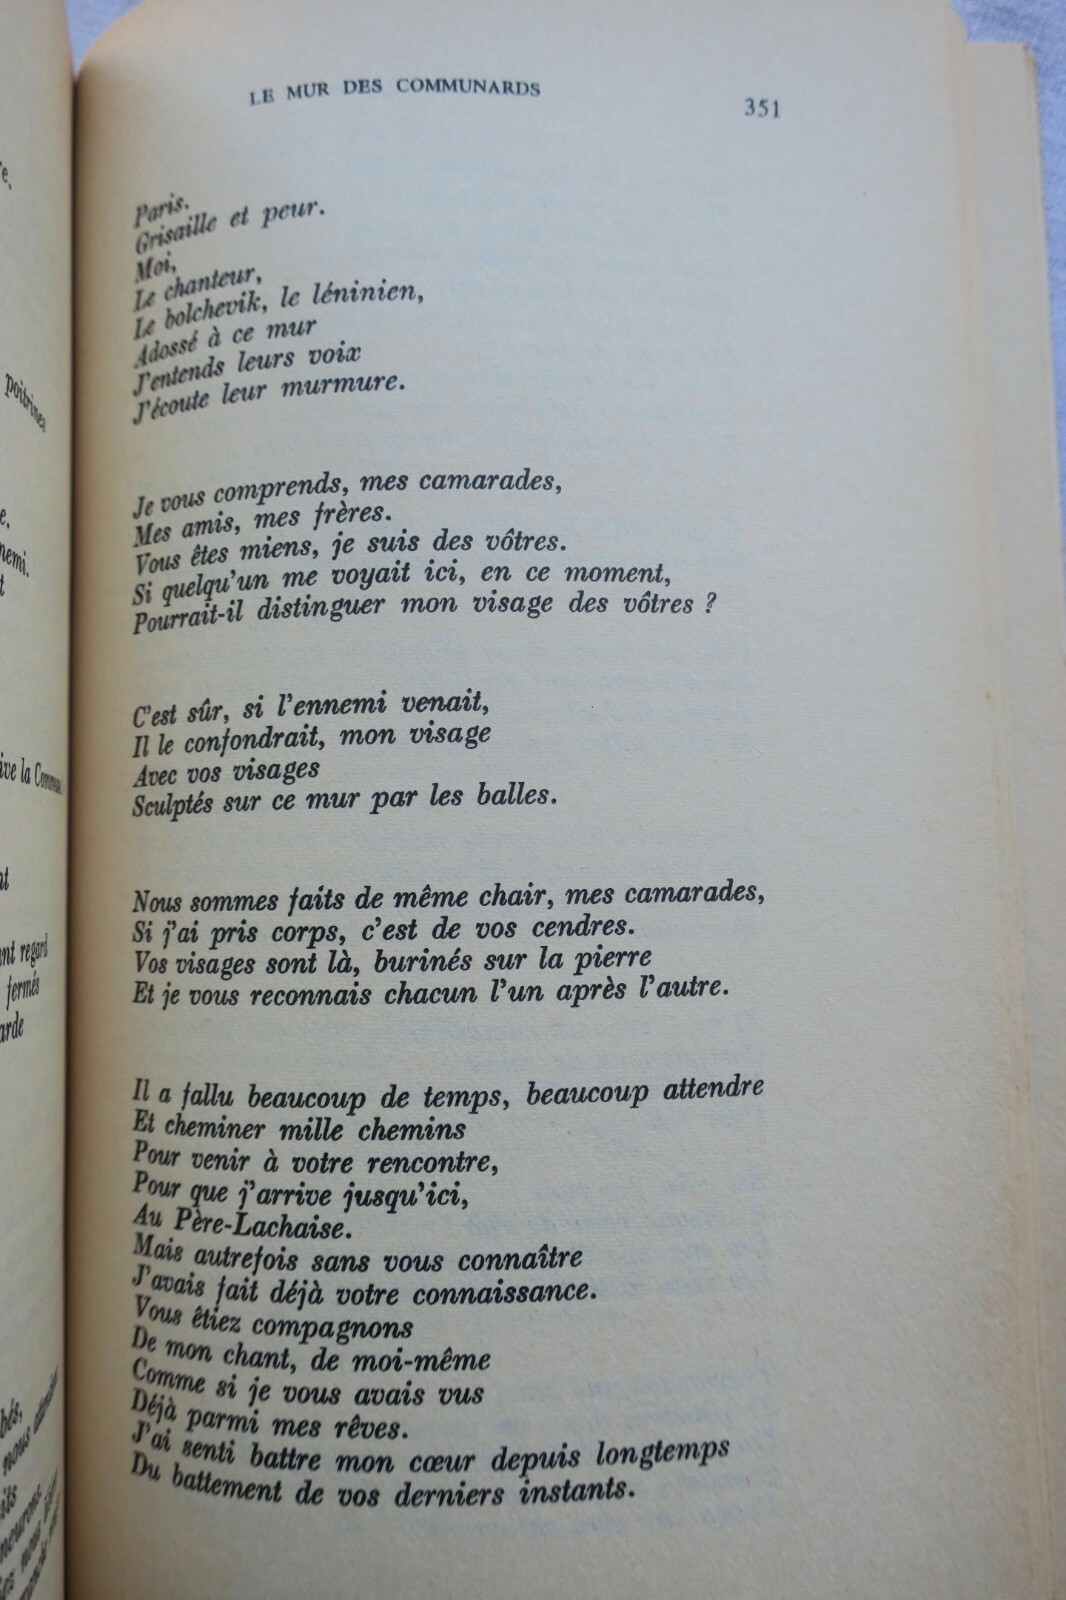 LE MUR DES COMMUNARDS
351
Paris.
Grisaille et peur.
Moi,
Le chanteur,
Le bolchevik, le léninien,
Adossé à ce mur
J'entends leurs voix
J'écoute leur murmure.
Je vous comprends, mes camarades,
Mes amis, mes frères.
Vous êtes miens, je suis des vôtres.
Si quelqu'un me voyait ici, en ce moment,
Pourrait-il distinguer mon visage des vôtres ?
C'est sûr, si l'ennemi venait,
Il le confondrait, mon visage
Avec vos visages
Sculptés sur ce mur par les balles.
Nous sommes faits de même chair, mes camarades,
Si j'ai pris corps, c'est de vos cendres.
Vos visages sont là, burinés sur la pierre
Et je vous reconnais chacun l'un après l'autre.
Il a fallu beaucoup de temps, beaucoup attendre
Et cheminer mille chemins
Pour venir à votre rencontre,
Pour que j'arrive jusqu'ici,
Au Père-Lachaise.
Mais autrefois sans vous connaître
J'avais fait déjà votre connaissance.
Vous étiez compagnons
De mon chant, de moi-même
Comme si je vous avais vus
Déjà parmi mes rêves.
J'ai senti battre mon cœur depuis longtemps
Du battement de vos derniers instants.
poitrines
la
regard
fermés
nous